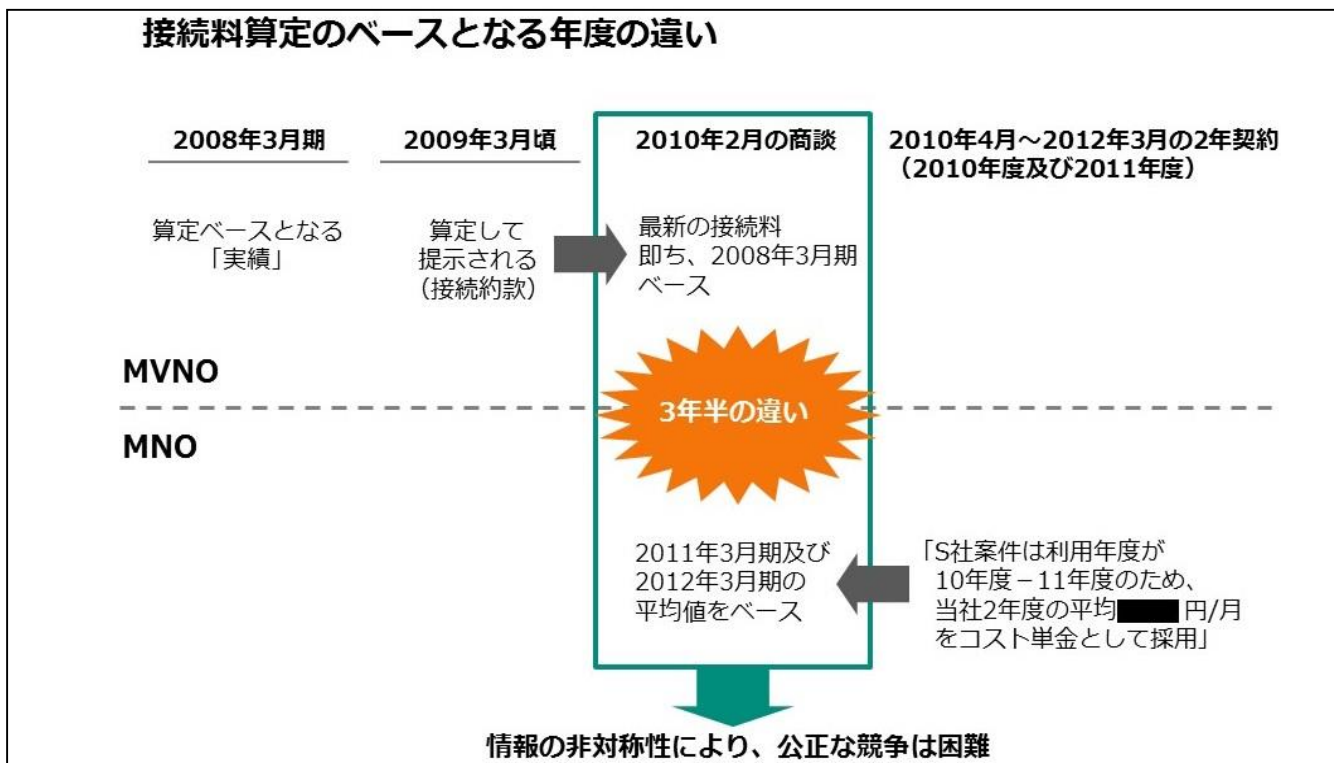 接続料算定のベースとなる年度の違い
2008年3月期
2009年3月頃
2010年2月の商談
2010年4月～2012年3月の2年契約
（2010年度及び2011年度）
算定ベースとなる
「実績」
算定して
提示される
（接続約款）
最新の接続料
即ち、2008年3月期
ベース
MVNO
3年半の違い
MNO
2011年3月期及び
2012年3月期の
平均値をベース
「S社案件は利用年度が
10年度－11年度のため、
当社2年度の平均 円/月
をコスト単金として採用」
情報の非対称性により、公正な競争は困難